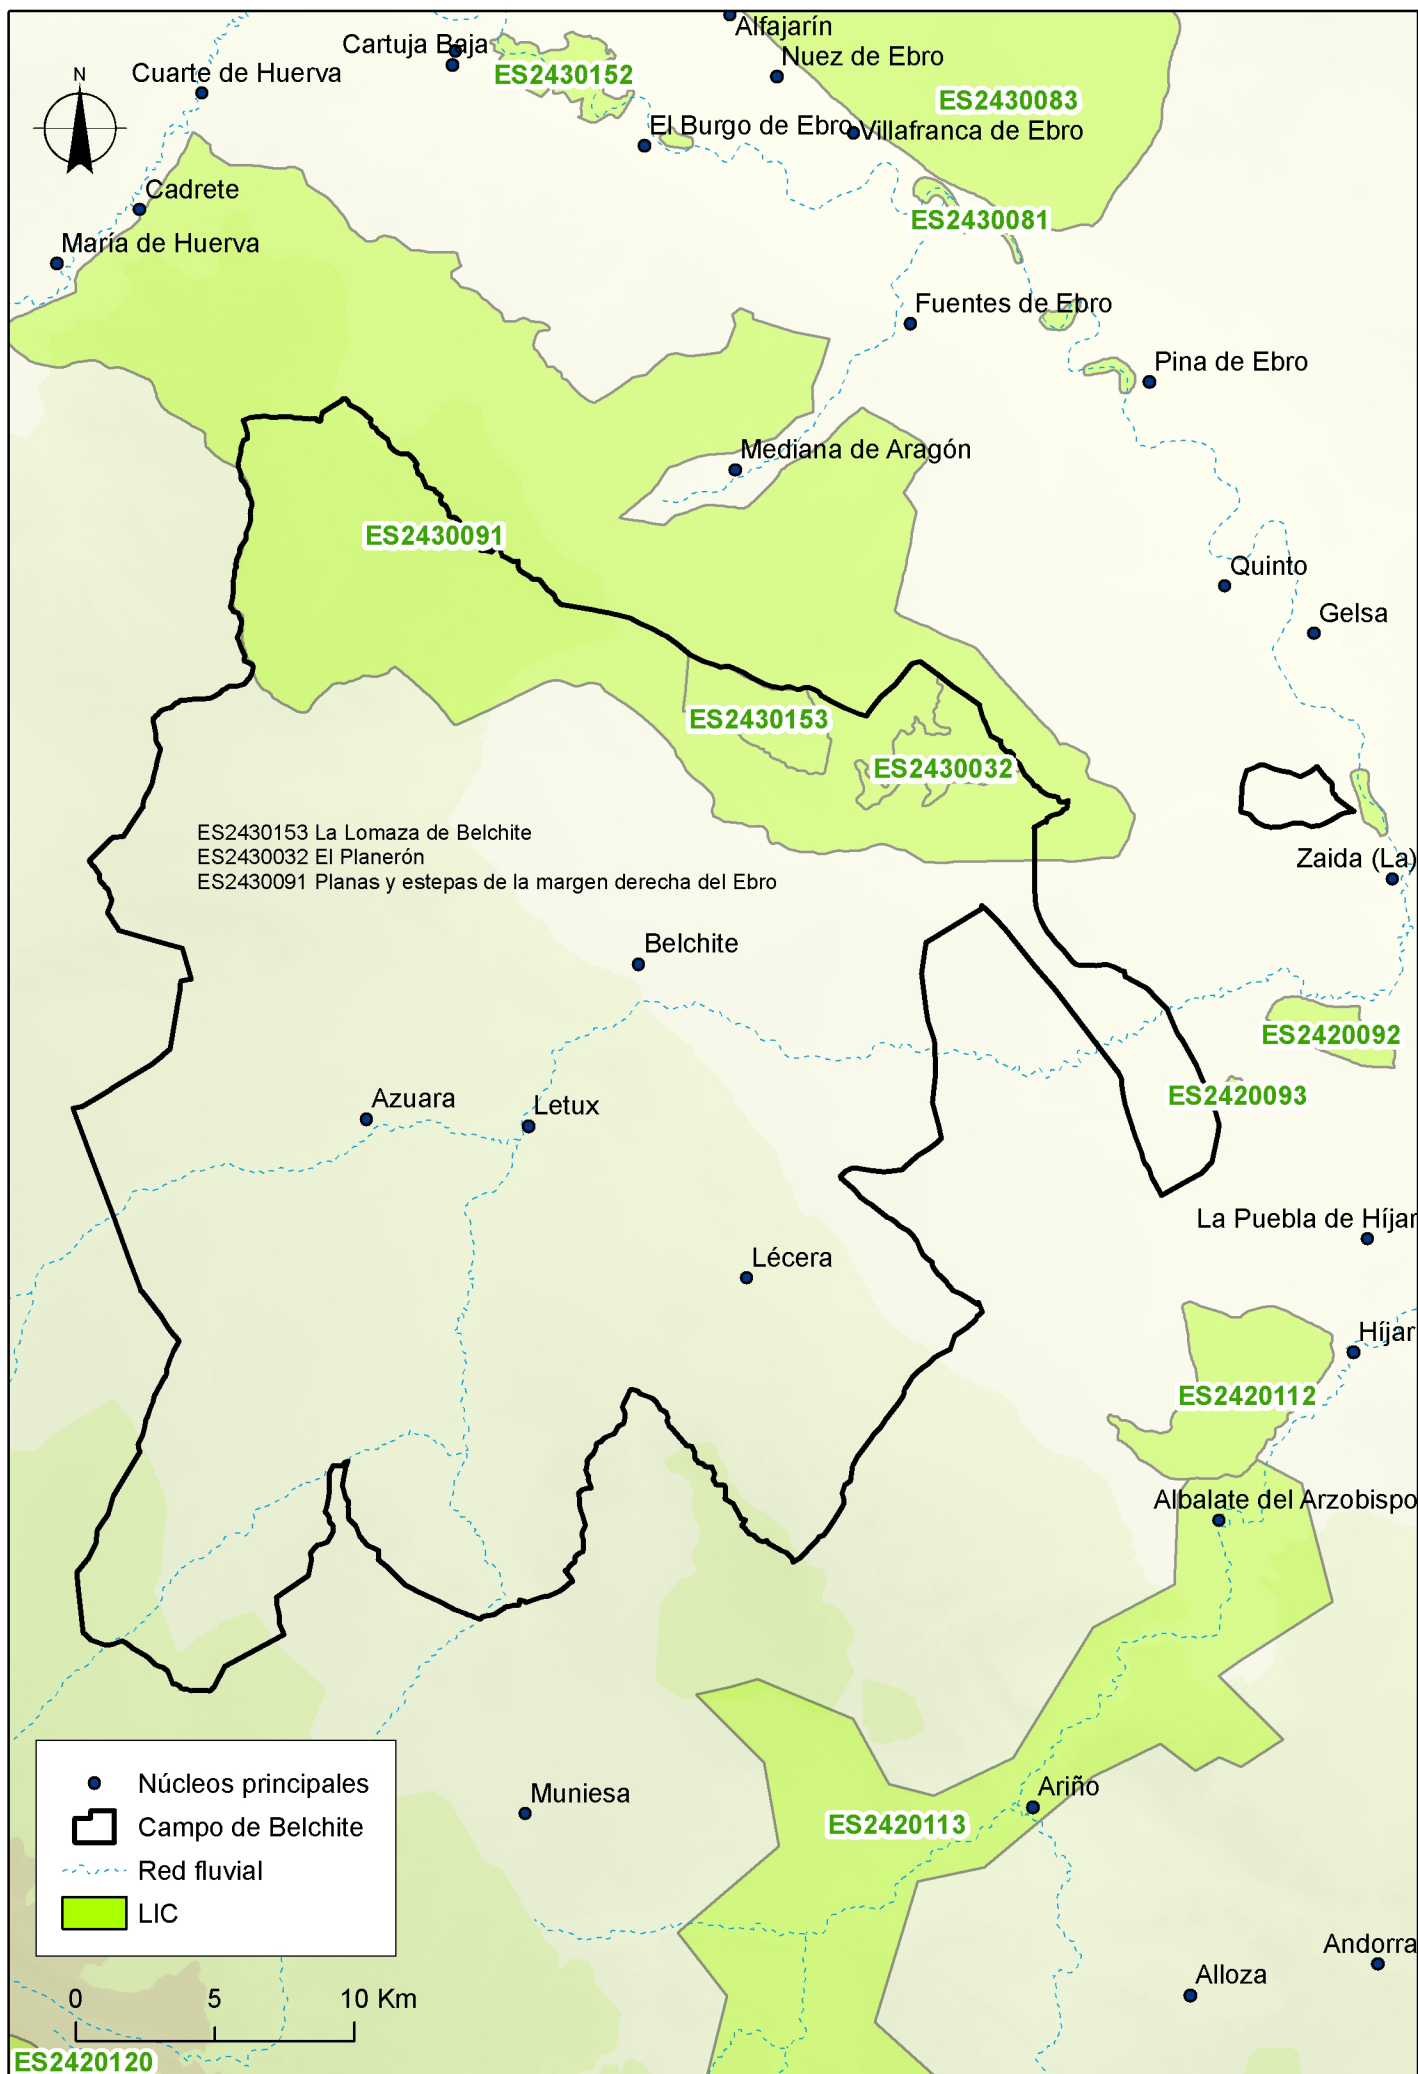 Alfajarín
Cartuja Baja
Nuez de Ebro
Cuarte de Huerva
ES2430152
N
ES2430083
El Burgo de Ebro
Villafranca de Ebro
Cadrete
ES2430081
María de Huerva
Fuentes de Ebro
Pina de Ebro
Mediana de Aragón
ES2430091
Quinto
Gelsa
ES2430153
ES2430032
ES2430153 La Lomaza de Belchite
ES2430032 El Planerón
ES2430091 Planas y estepas de la margen derecha del Ebro
Zaida (La)
Belchite
ES2420092
ES2420093
Azuara
Letux
La Puebla de Híjar
Lécera
Híjar
ES2420112
Albalate del Arzobispo
Núcleos principales
Campo de Belchite
Red fluvial
LIC
Muniesa
Ariño
ES2420113
Andorra
Alloza
0 5 10 Km
ES2420120